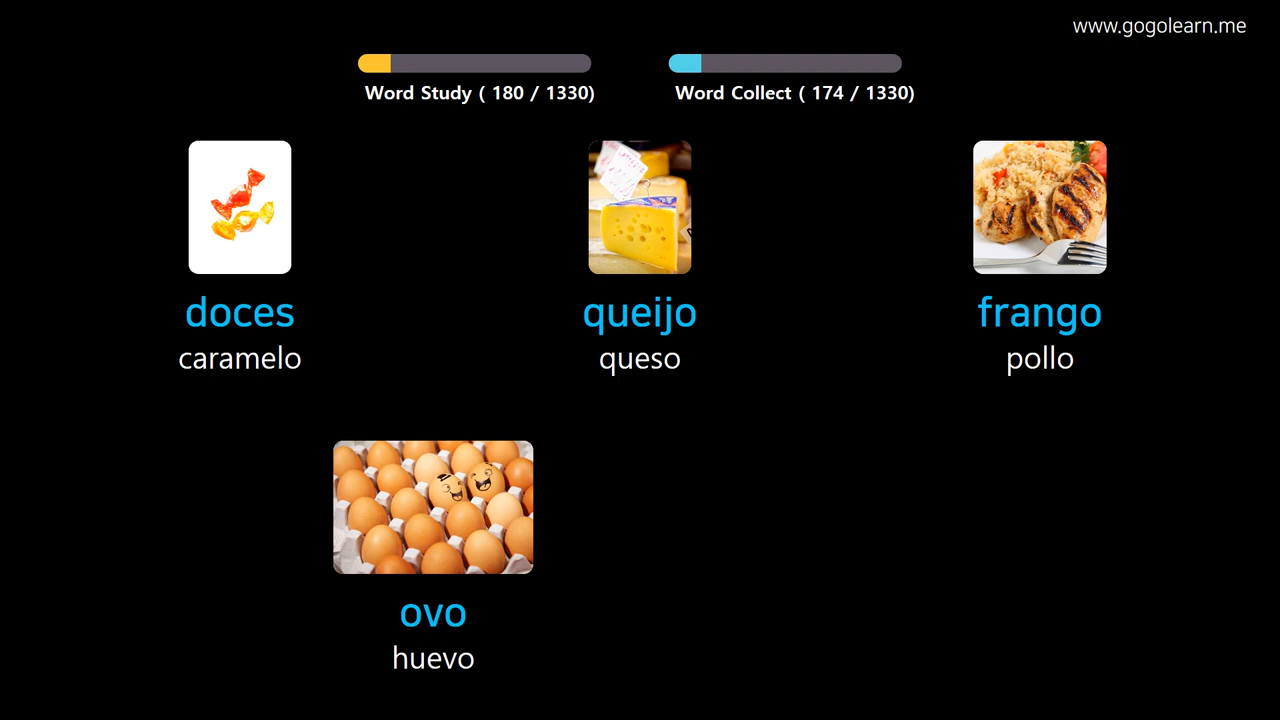 www.gogolearn.me
Word Study ( 180 / 1330)
Word Collect ( 174 / 1330)
doces
caramelo
queijo
queso
frango
pollo
ovo
huevo